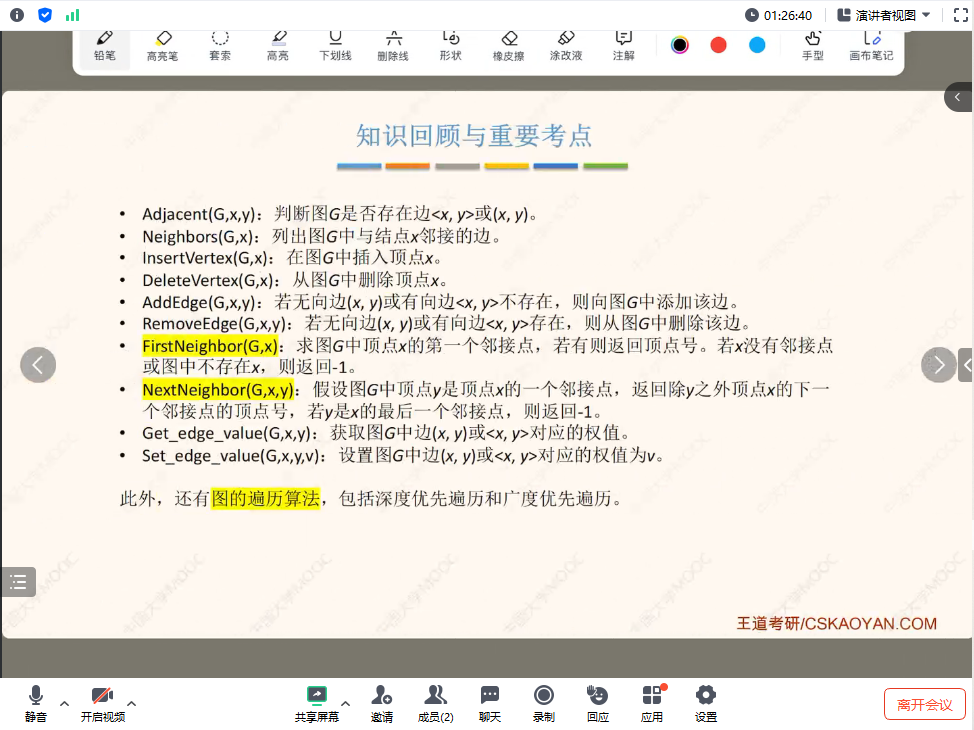 01:26:40 演讲者视图
铅笔 高亮笔 套索 高亮 下划线 删除线 形状 橡皮擦 涂改液 注解 手型 画布笔记
知识回顾与重要考点
• Adjacent(G,x,y)：判断图G是否存在边<x, y>或(x, y)。
• Neighbors(G,x)：列出图G中与结点x邻接的边。
• InsertVertex(G,x)：在图G中插入顶点x。
• DeleteVertex(G,x)：从图G中删除顶点x。
• AddEdge(G,x,y)：若无向边(x, y)或有向边<x, y>不存在，则向图G中添加该边。
• RemoveEdge(G,x,y)：若无向边(x, y)或有向边<x, y>存在，则从图G中删除该边。
• FirstNeighbor(G,x)：求图G中顶点x的第一个邻接点，若有则返回顶点号。若x没有邻接点
或图中不存在x，则返回-1。
• NextNeighbor(G,x,y)：假设图G中顶点y是顶点x的一个邻接点，返回除y之外顶点x的下一
个邻接点的顶点号，若y是x的最后一个邻接点，则返回-1。
• Get_edge_value(G,x,y)：获取图G中边(x, y)或<x, y>对应的权值。
• Set_edge_value(G,x,y,v)：设置图G中边(x, y)或<x, y>对应的权值为v。
此外，还有图的遍历算法，包括深度优先遍历和广度优先遍历。
王道考研/CSKAOYAN.COM
静音 开启视频 共享屏幕 邀请 成员(2) 聊天 录制 回应 应用 设置 离开会议